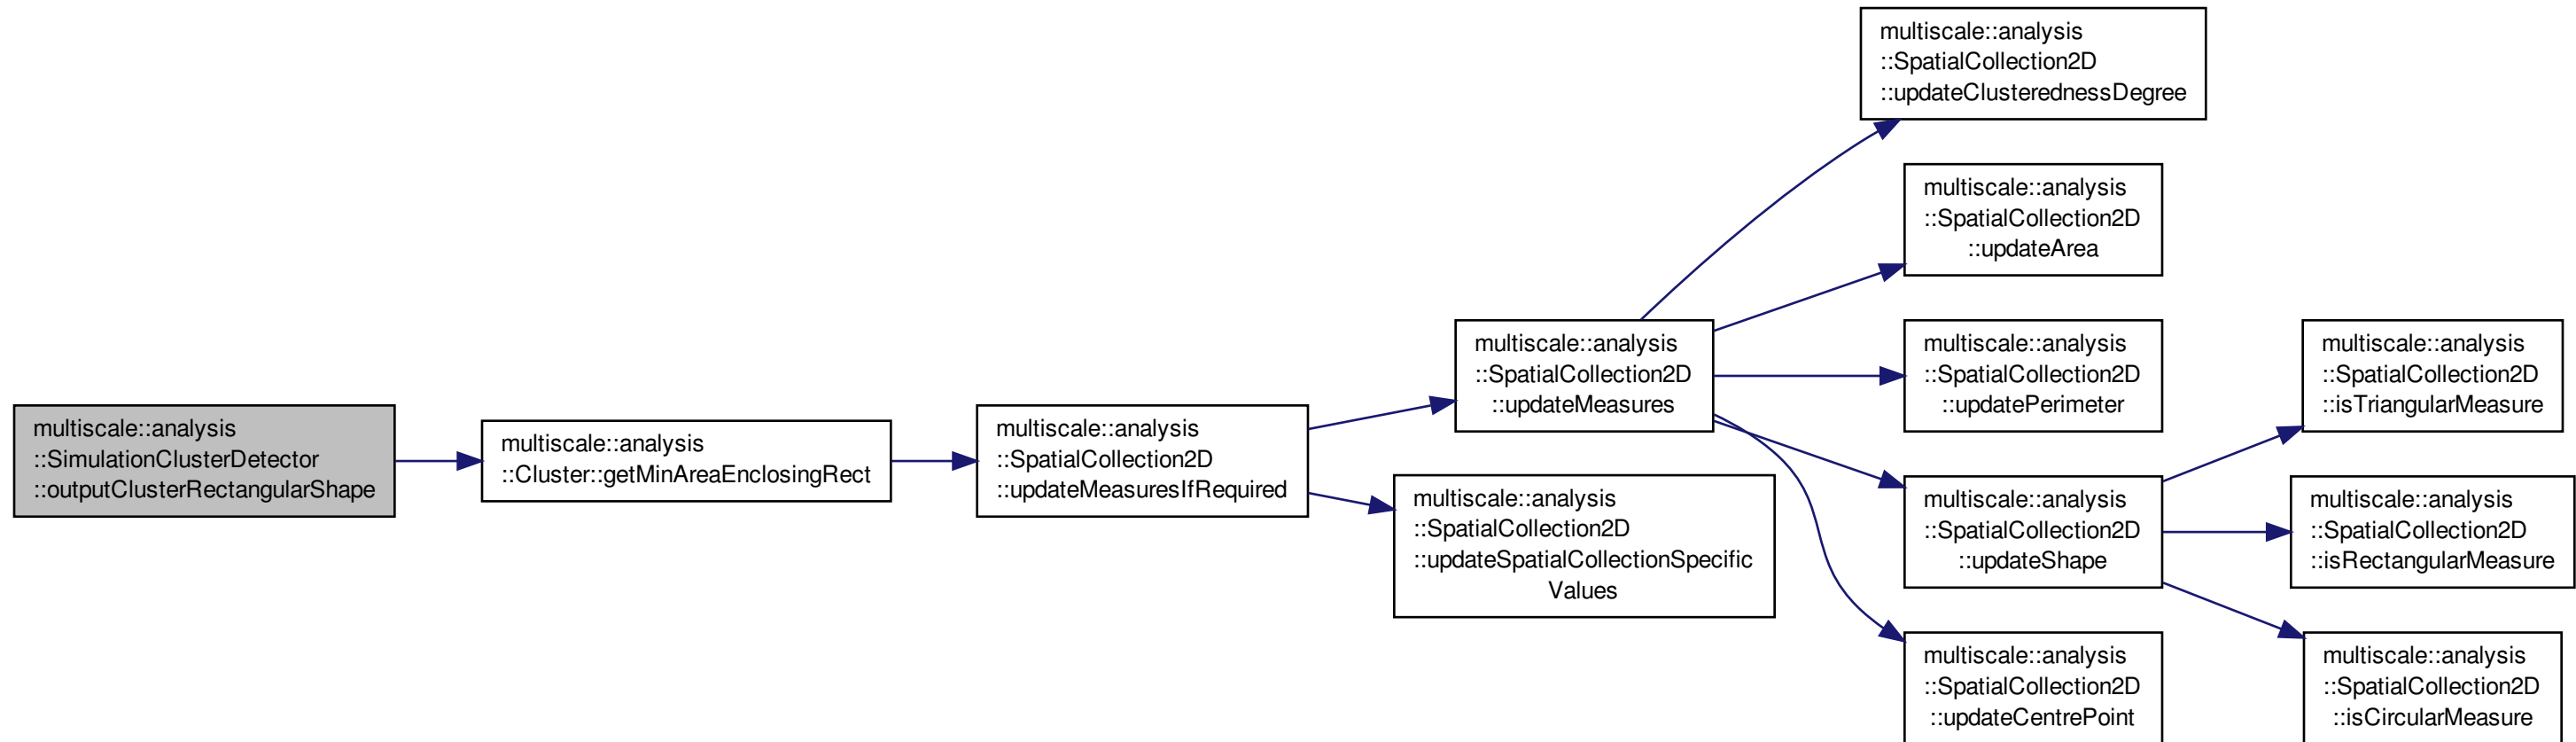 multiscale::analysis
::SimulationClusterDetector
::outputClusterRectangularShape
multiscale::analysis
::Cluster::getMinAreaEnclosingRect
multiscale::analysis
::SpatialCollection2D
::updateMeasuresIfRequired
multiscale::analysis
::SpatialCollection2D
::updateMeasures
multiscale::analysis
::SpatialCollection2D
::updateSpatialCollectionSpecific
Values
multiscale::analysis
::SpatialCollection2D
::updateClusterednessDegree
multiscale::analysis
::SpatialCollection2D
::updateArea
multiscale::analysis
::SpatialCollection2D
::updatePerimeter
multiscale::analysis
::SpatialCollection2D
::updateShape
multiscale::analysis
::SpatialCollection2D
::updateCentrePoint
multiscale::analysis
::SpatialCollection2D
::isTriangularMeasure
multiscale::analysis
::SpatialCollection2D
::isRectangularMeasure
multiscale::analysis
::SpatialCollection2D
::isCircularMeasure